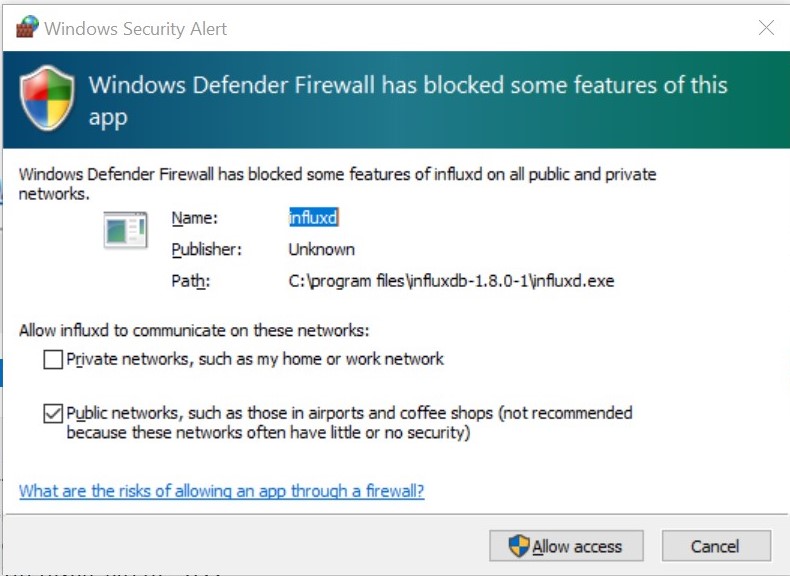 Windows Security Alert
Windows Defender Firewall has blocked some features of this
app
Windows Defender Firewall has blocked some features of influxd on all public and private
networks.
Name: influxd
Publisher: Unknown
Path: C:\program files\influxdb-1.8.0-1\influxd.exe
Allow influxd to communicate on these networks:
Private networks, such as my home or work network
Public networks, such as those in airports and coffee shops (not recommended
because these networks often have little or no security)
What are the risks of allowing an app through a firewall?
Allow access Cancel